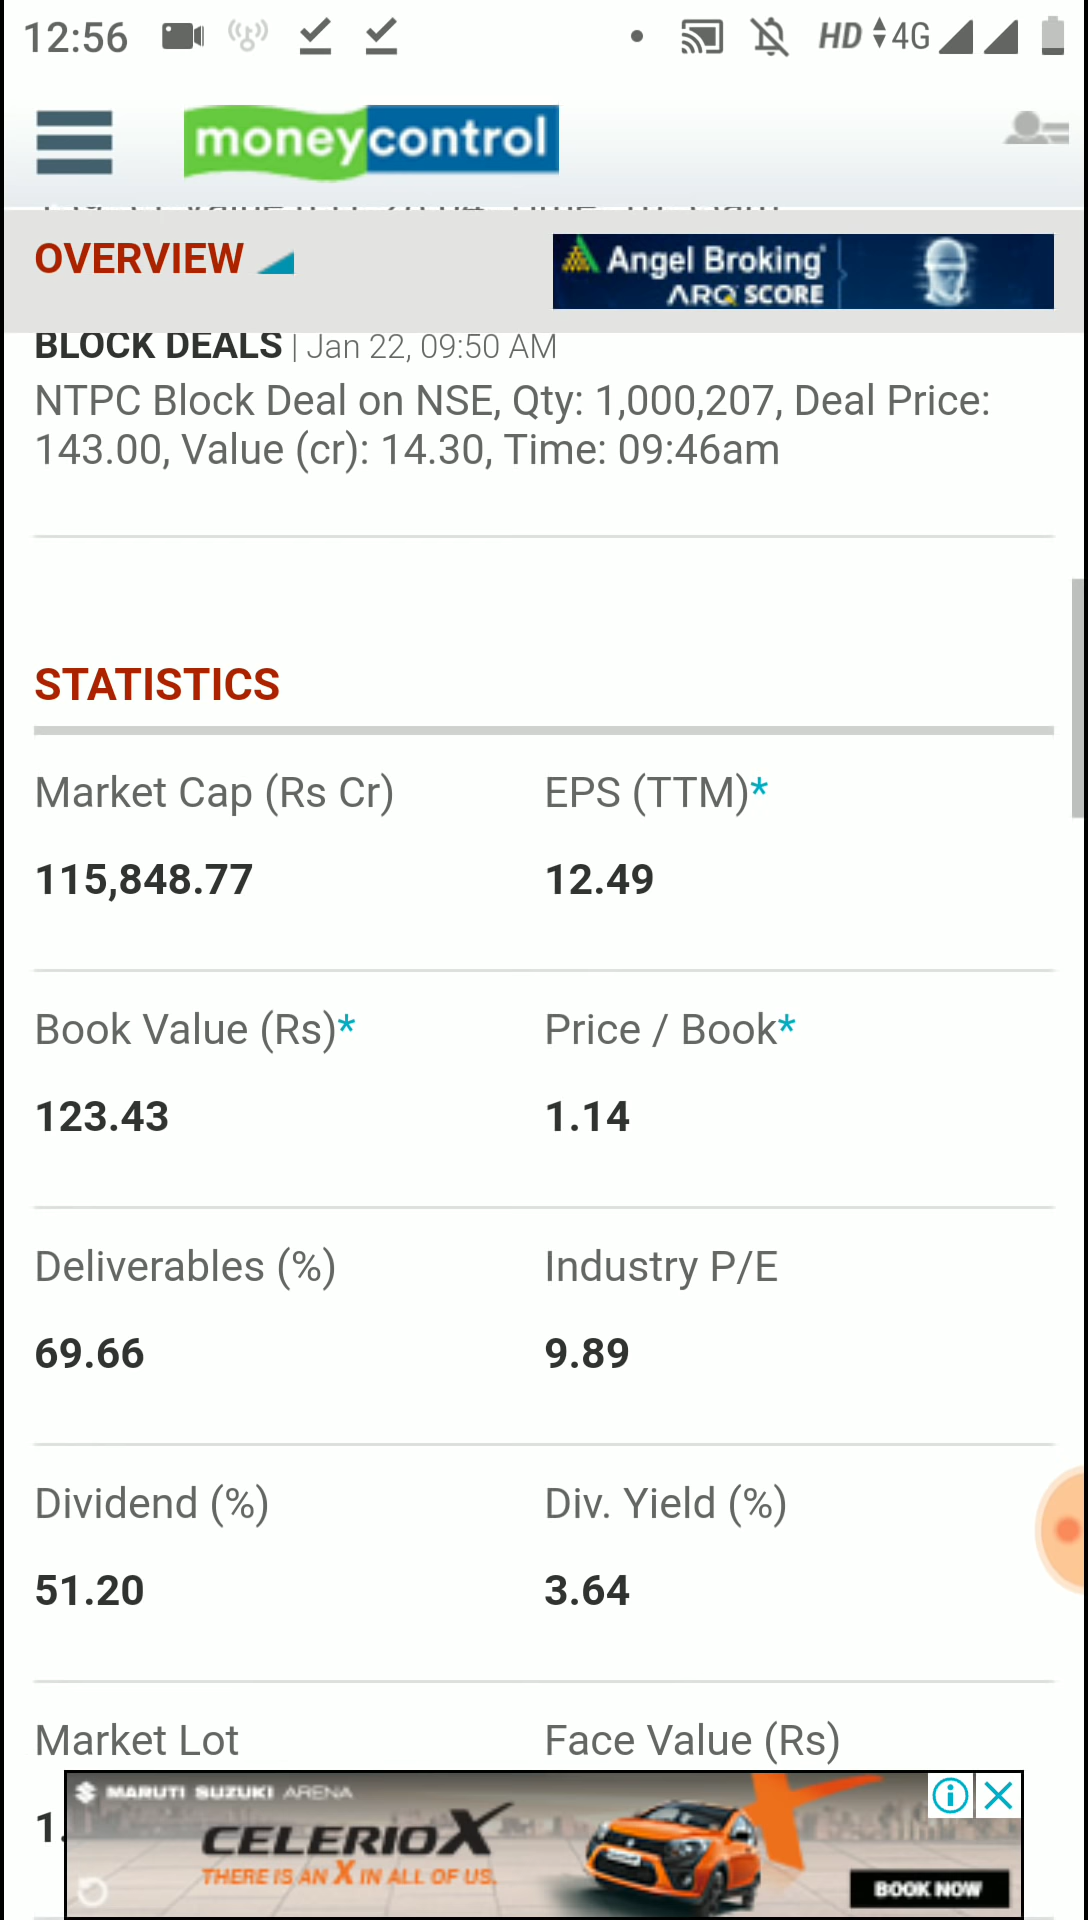 12:56
HD 4G
moneycontrol
OVERVIEW
Angel Broking
ARQ SCORE
BLOCK DEALS | Jan 22, 09:50 AM
NTPC Block Deal on NSE, Qty: 1,000,207, Deal Price:
143.00, Value (cr): 14.30, Time: 09:46am
STATISTICS
Market Cap (Rs Cr) EPS (TTM)*
115,848.77 12.49
Book Value (Rs)* Price / Book*
123.43 1.14
Deliverables (%) Industry P/E
69.66 9.89
Dividend (%) Div. Yield (%)
51.20 3.64
Market Lot Face Value (Rs)
1.
MARUTI SUZUKI ARENA
CELERIOX
THERE IS AN X IN ALL OF US.
BOOK NOW